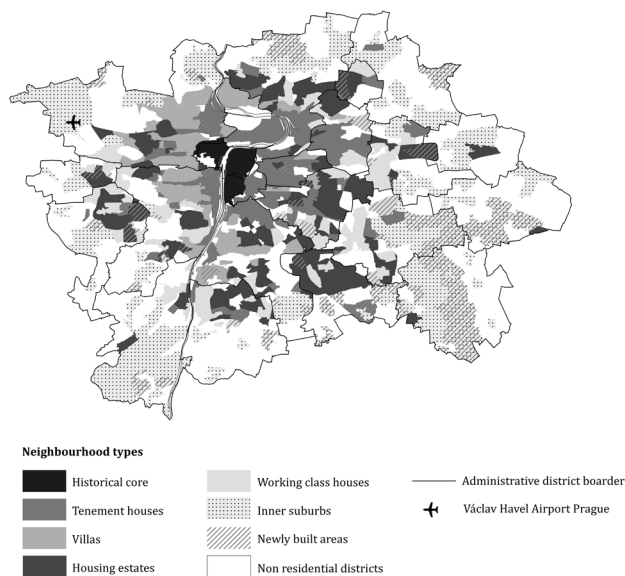 Neighbourhood types
Historical core
Tenement houses
Villas
Housing estates
Working class houses
Inner suburbs
Newly built areas
Non residential districts
Administrative district boarder
Václav Havel Airport Prague